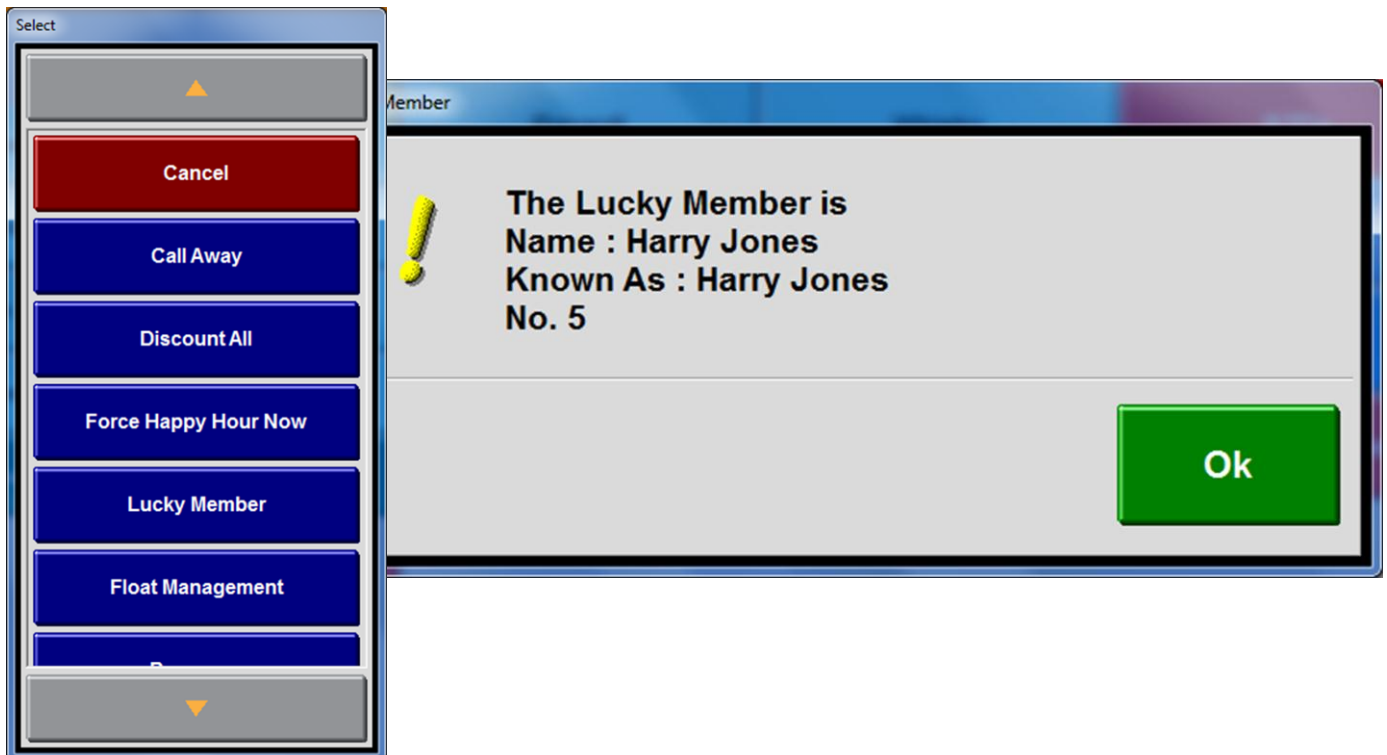 Select
Cancel
Call Away
Discount All
Force Happy Hour Now
Lucky Member
Float Management
Member
The Lucky Member is
Name : Harry Jones
Known As : Harry Jones
No. 5
Ok